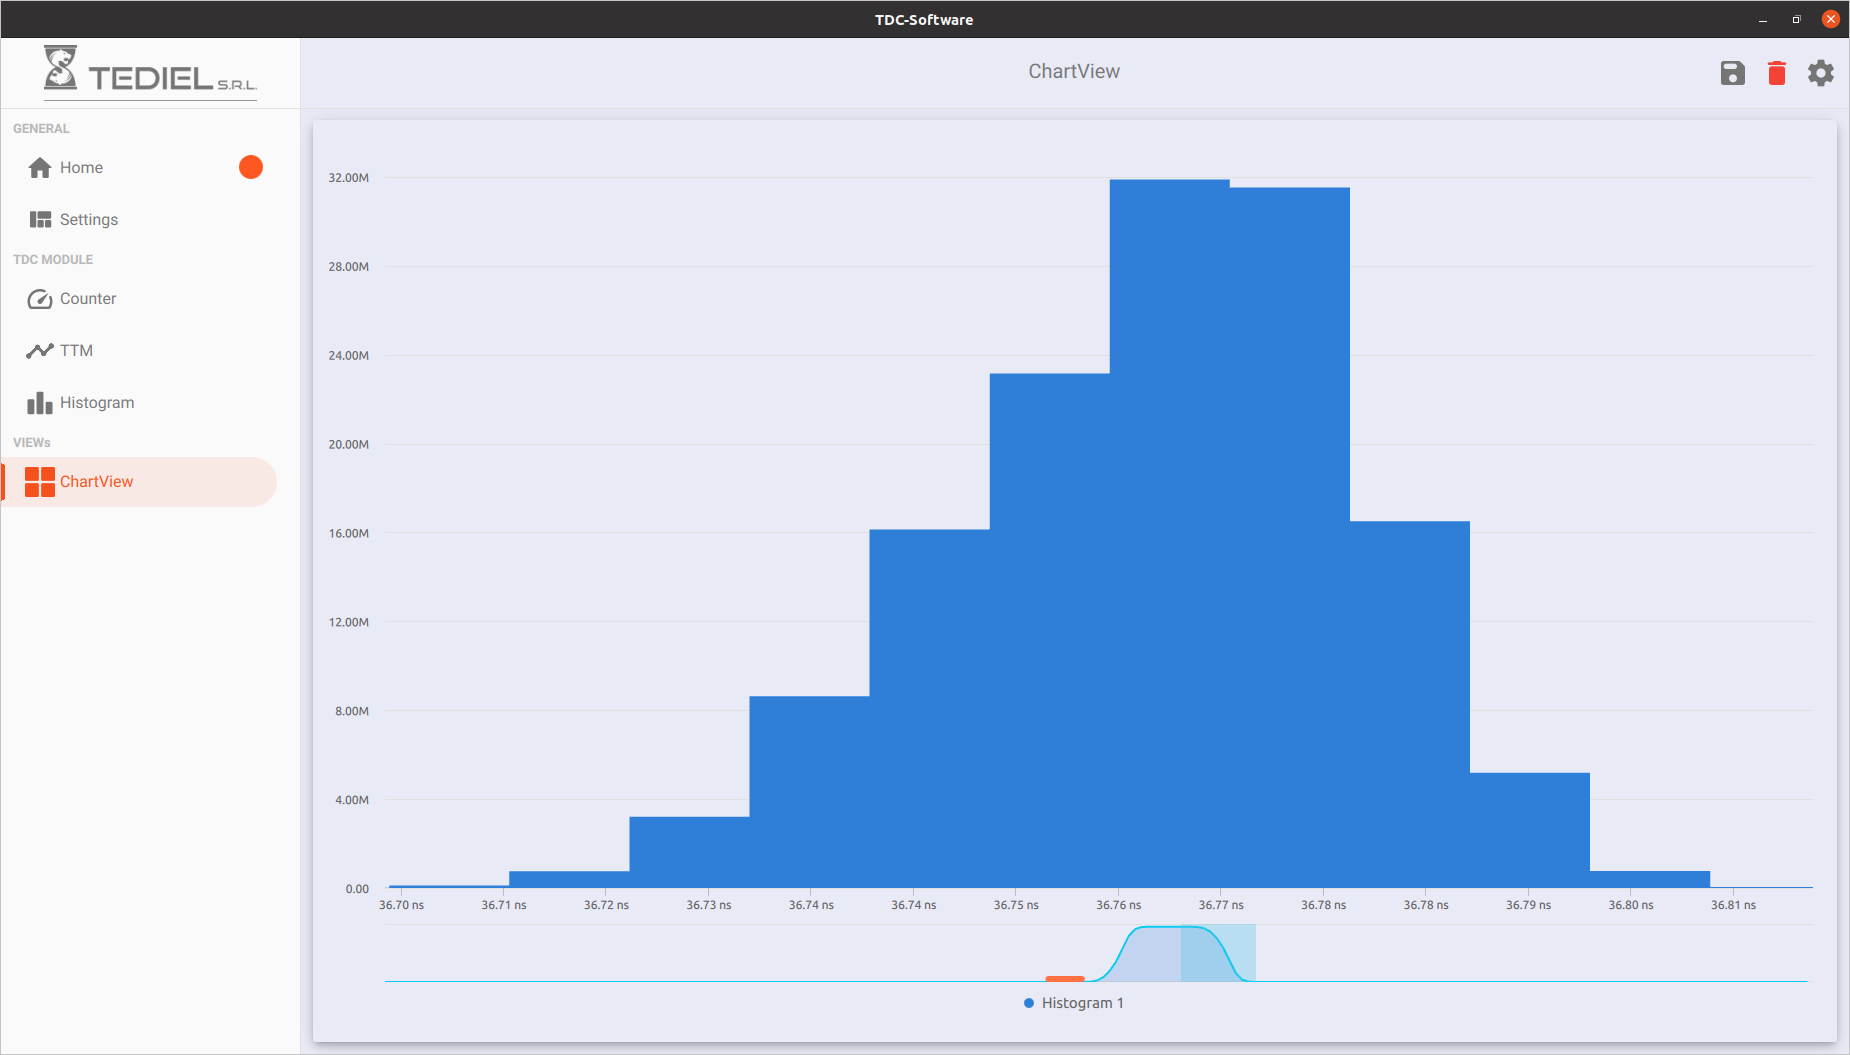 TDC-Software
TEDIEL S.R.L.
ChartView
GENERAL
Home
Settings
TDC MODULE
Counter
TTM
Histogram
VIEWs
ChartView
32.00M
28.00M
24.00M
20.00M
16.00M
12.00M
8.00M
4.00M
0.00
36.70 ns 36.71 ns 36.72 ns 36.73 ns 36.74 ns 36.74 ns 36.75 ns 36.76 ns 36.77 ns 36.78 ns 36.78 ns 36.79 ns 36.80 ns 36.81 ns
Histogram 1